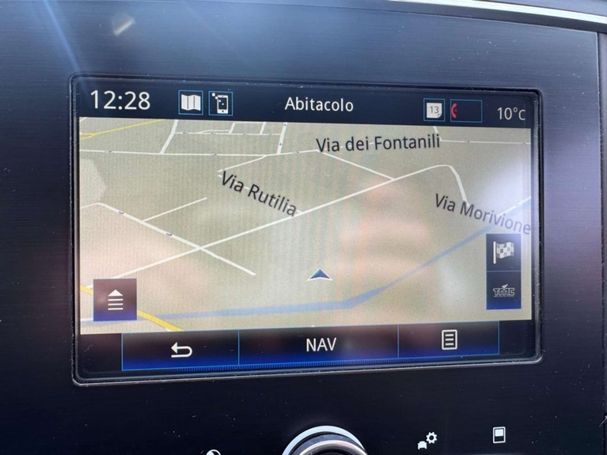 12:28 Abitacolo 13 10°C
Via dei Fontanili
Via Rutilia
Via Morivione
NAV